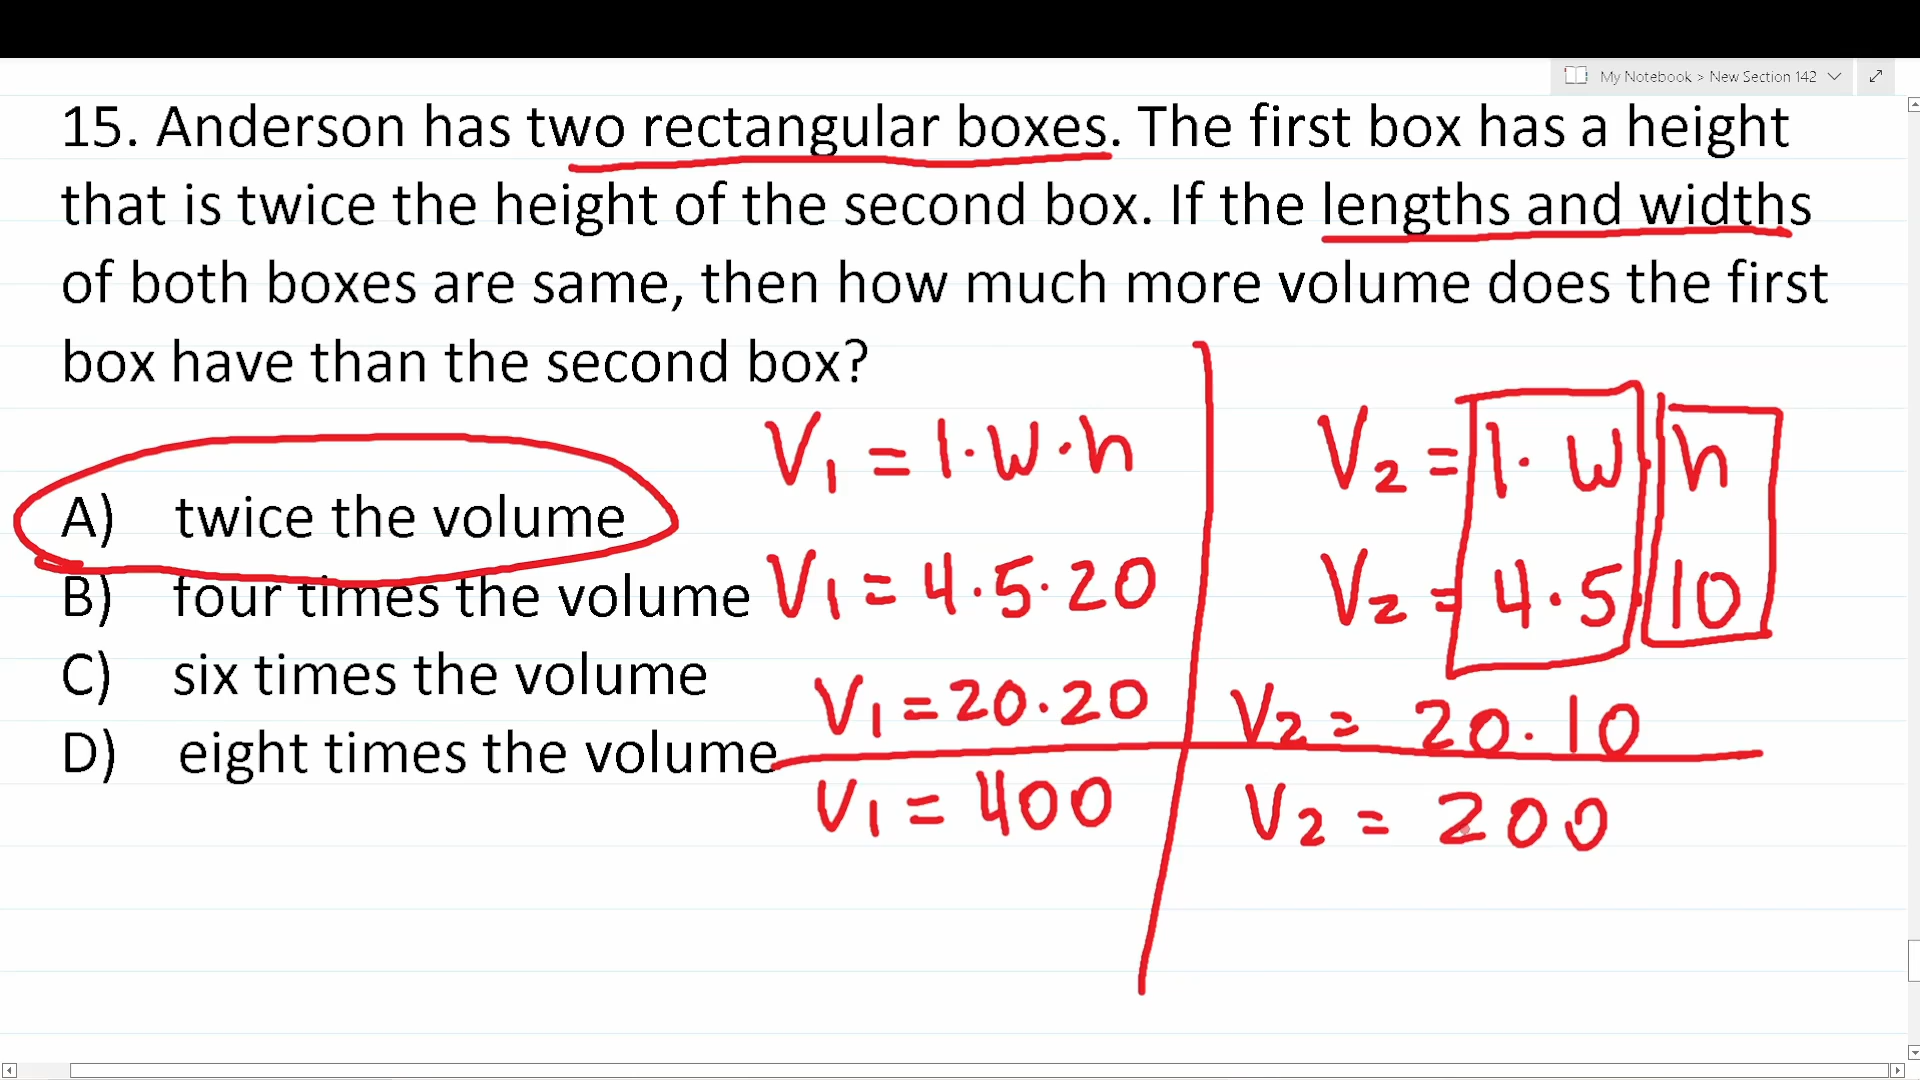 My Notebook > New Section 142
15. Anderson has two rectangular boxes. The first box has a height
that is twice the height of the second box. If the lengths and widths
of both boxes are same, then how much more volume does the first
box have than the second box?
A) twice the volume
B) four times the volume
C) six times the volume
D) eight times the volume
V1 = l·w·h
V1 = 4·5·20
V1 = 20·20
V1 = 400
V2 = l·w·h
V2 = 4·5·10
V2 = 20·10
V2 = 200